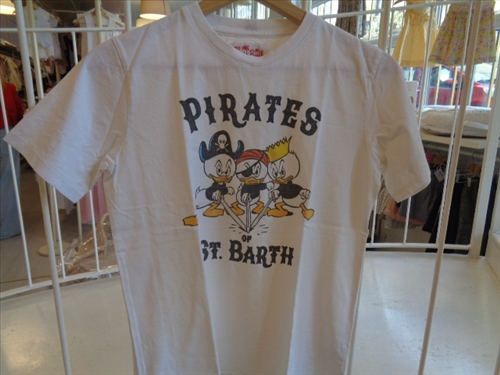 PIRATES
OF
ST. BARTH